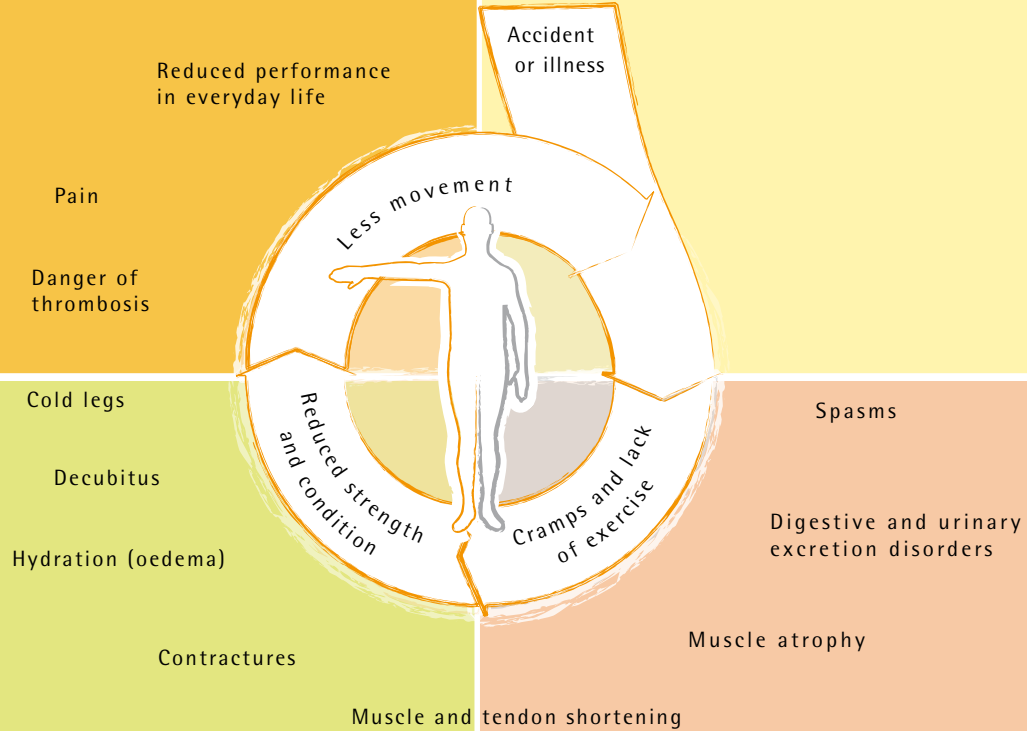 Accident
or illness
Reduced performance
in everyday life
Pain
Danger of
thrombosis
Less movement
Cold legs
Decubitus
Hydration (oedema)
Contractures
Reduced strength
and condition
Cramps and lack
of exercise
Spasms
Digestive and urinary
excretion disorders
Muscle atrophy
Muscle and tendon shortening